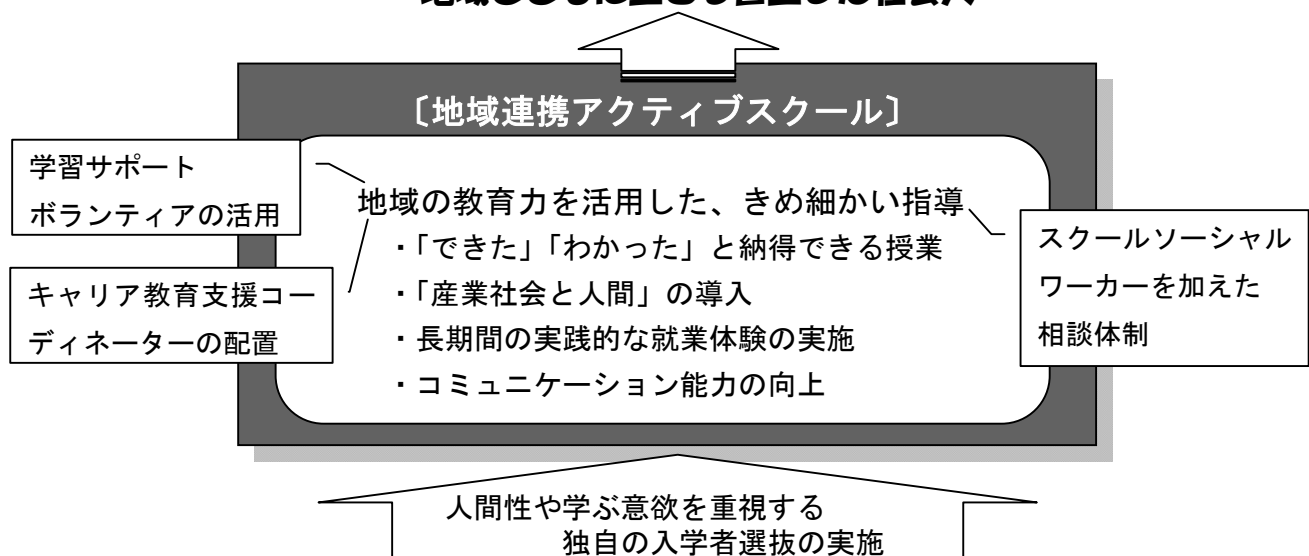 〔地域連携アクティブスクール〕
学習サポート
ボランティアの活用
地域の教育力を活用した、きめ細かい指導
・「できた」「わかった」と納得できる授業
・「産業社会と人間」の導入
・長期間の実践的な就業体験の実施
・コミュニケーション能力の向上
キャリア教育支援コー
ディネーターの配置
スクールソーシャル
ワーカーを加えた
相談体制
人間性や学ぶ意欲を重視する
独自の入学者選抜の実施